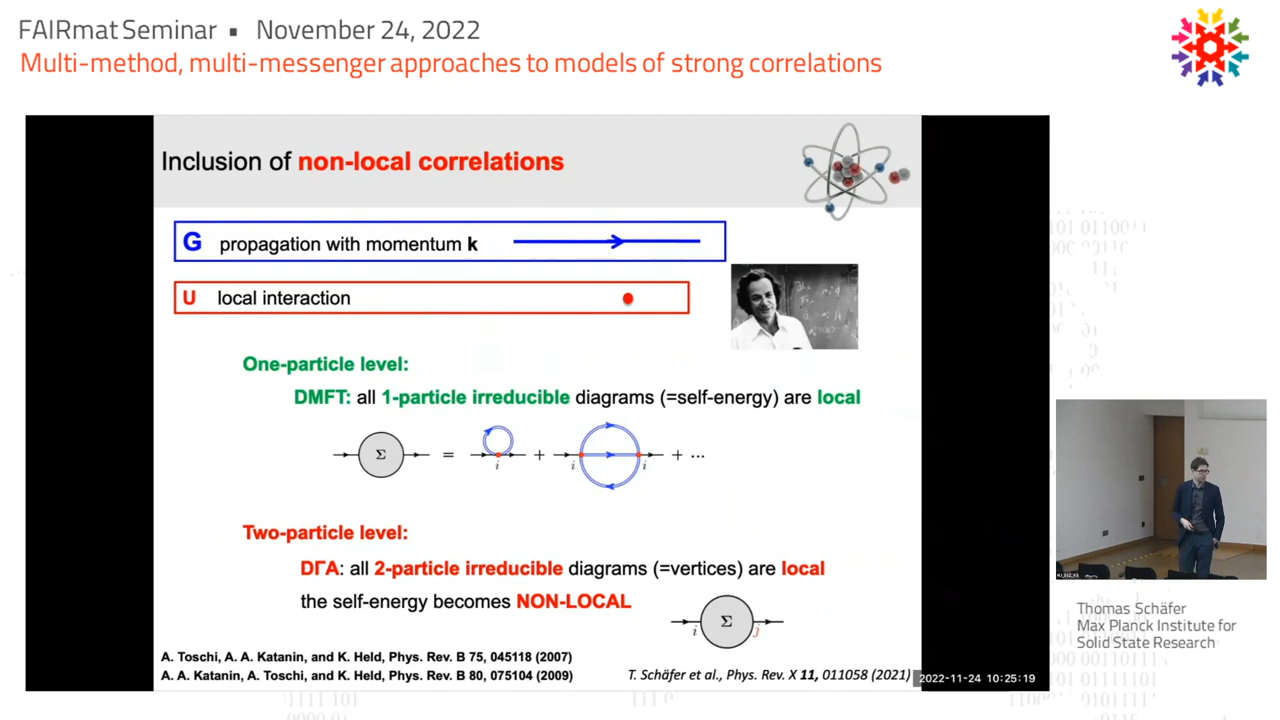 FAIRmat Seminar ▪ November 24, 2022
Multi-method, multi-messenger approaches to models of strong correlations
Inclusion of non-local correlations
G propagation with momentum k
U local interaction
One-particle level:
DMFT: all 1-particle irreducible diagrams (=self-energy) are local
Σ = i + i i + ...
Two-particle level:
DΓA: all 2-particle irreducible diagrams (=vertices) are local
the self-energy becomes NON-LOCAL
i Σ j
A. Toschi, A. A. Katanin, and K. Held, Phys. Rev. B 75, 045118 (2007)
A. A. Katanin, A. Toschi, and K. Held, Phys. Rev. B 80, 075104 (2009)
T. Schäfer et al., Phys. Rev. X 11, 011058 (2021)
2022-11-24 10:25:19
Thomas Schäfer
Max Planck Institute for
Solid State Research